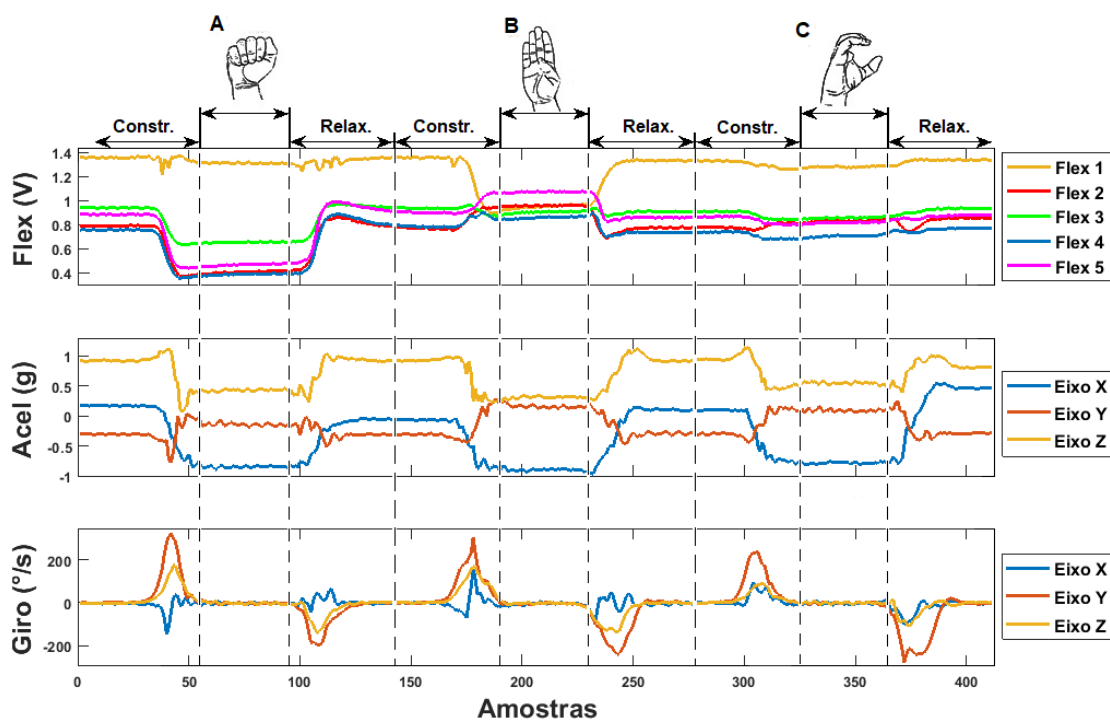 A
B
C
Constr.
Relax.
Constr.
Relax.
Constr.
Relax.
Flex (V)
1.4
1.2
1
0.8
0.6
0.4
Flex 1
Flex 2
Flex 3
Flex 4
Flex 5
Acel (g)
1
0.5
0
-0.5
-1
Eixo X
Eixo Y
Eixo Z
Giro (°/s)
200
0
-200
Eixo X
Eixo Y
Eixo Z
0 50 100 150 200 250 300 350 400
Amostras